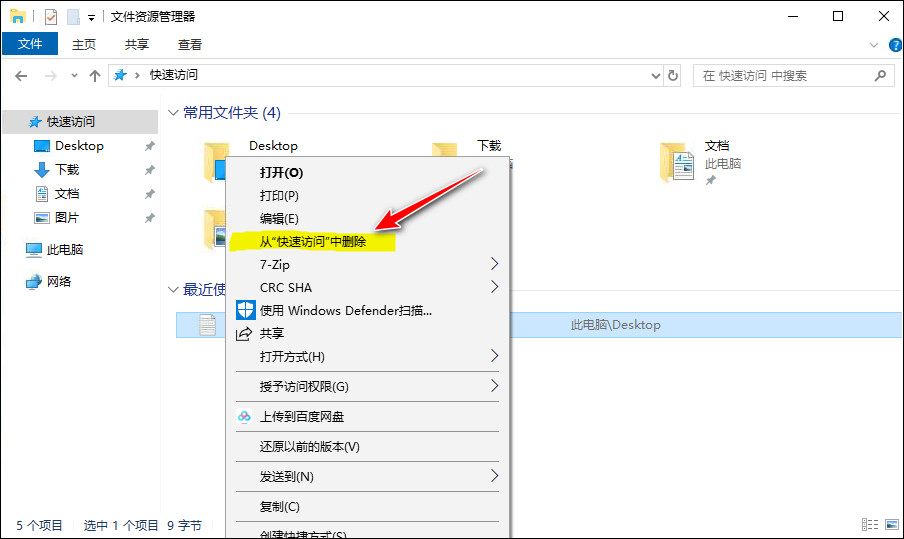 文件资源管理器
文件 主页 共享 查看
快速访问
在 快速访问 中搜索
快速访问
Desktop
下载
文档
图片
此电脑
网络
常用文件夹 (4)
Desktop
下载
文档
此电脑
最近使
此电脑\Desktop
打开(O)
打印(P)
编辑(E)
从“快速访问”中删除
7-Zip
CRC SHA
使用 Windows Defender扫描...
共享
打开方式(H)
授予访问权限(G)
上传到百度网盘
还原以前的版本(V)
发送到(N)
复制(C)
创建快捷方式(S)
5 个项目 选中 1 个项目 9 字节